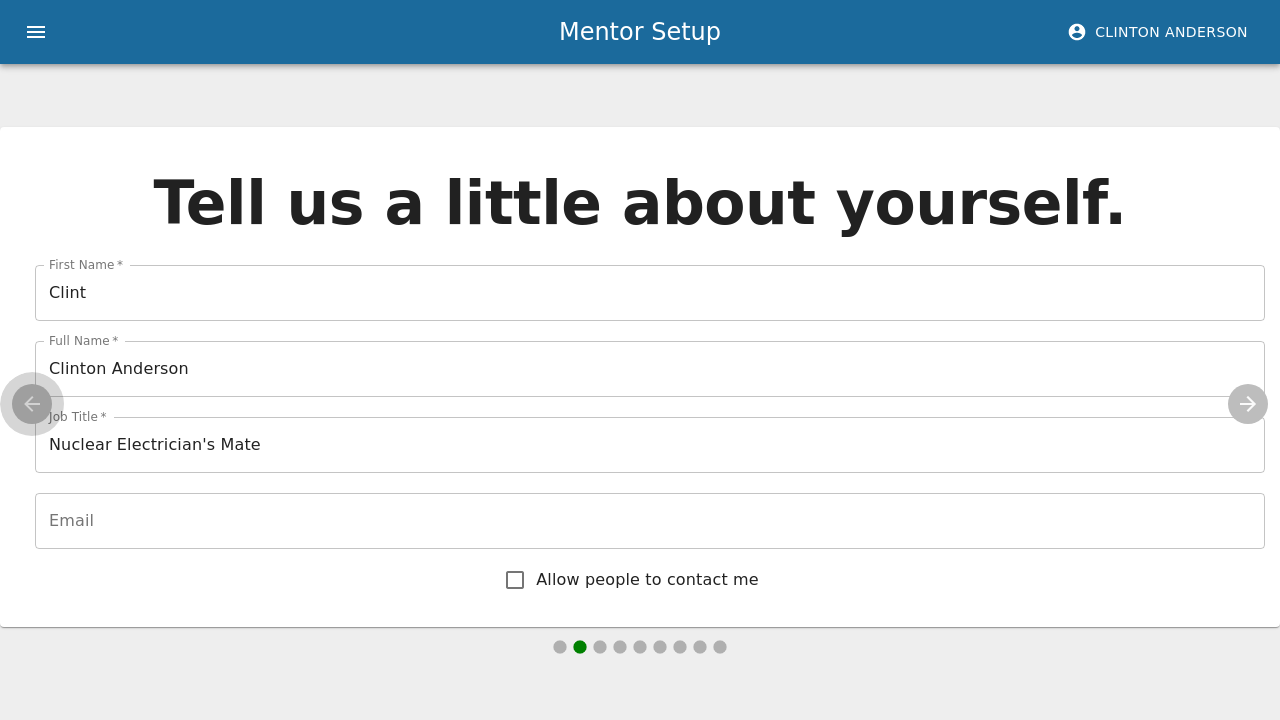 Mentor Setup
CLINTON ANDERSON
Tell us a little about yourself.
First Name *
Clint
Full Name *
Clinton Anderson
Job Title *
Nuclear Electrician's Mate
Email
Allow people to contact me